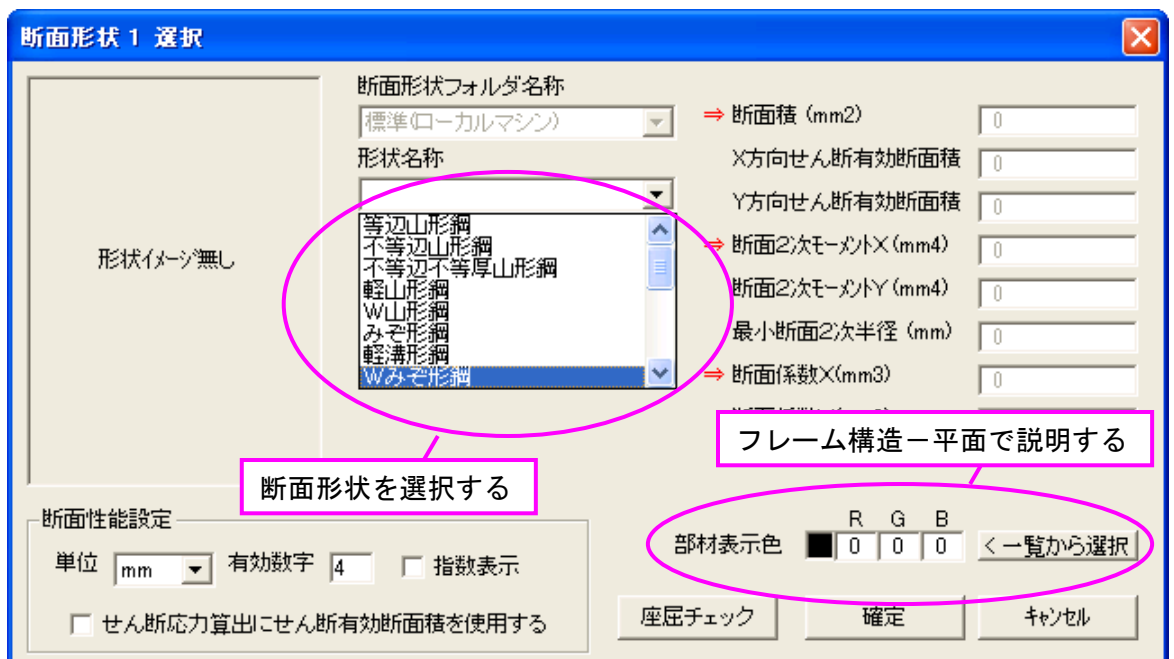 断面形状 1 選択
形状イメージ無し
断面形状フォルダ名称
標準(ローカルマシン)
形状名称
等辺山形鋼
不等辺山形鋼
不等辺不等厚山形鋼
軽山形鋼
W山形鋼
みぞ形鋼
軽溝形鋼
Wみぞ形鋼
⇒ 断面積 (mm2) 0
X方向せん断有効断面積 0
Y方向せん断有効断面積 0
⇒ 断面2次モーメントX(mm4) 0
断面2次モーメントY(mm4) 0
最小断面2次半径 (mm) 0
⇒ 断面係数X(mm3) 0
断面形状を選択する
フレーム構造－平面で説明する
断面性能設定
単位 mm 有効数字 4 指数表示
せん断応力算出にせん断有効断面積を使用する
R G B
部材表示色 0 0 0 <一覧から選択
座屈チェック 確定 キャンセル